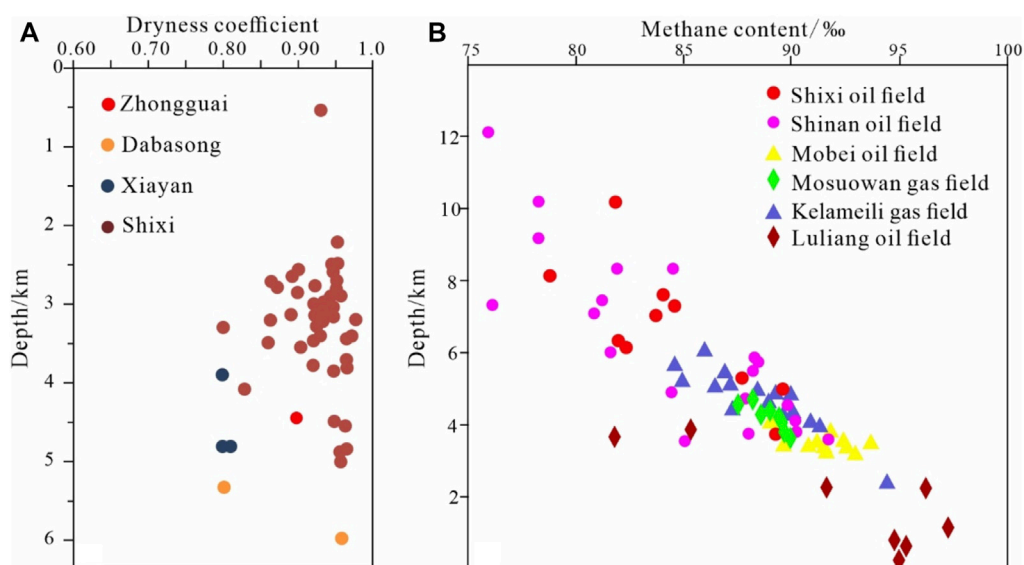 A
Dryness coefficient
0.60 0.70 0.80 0.90 1.0
0
1
2
3
4
5
6
Depth/km
Zhongguai
Dabasong
Xiayan
Shixi
B
Methane content/‰
75 80 85 90 95 100
12
10
8
6
4
2
Depth/km
Shixi oil field
Shinan oil field
Mobei oil field
Mosuowan gas field
Kelameili gas field
Luliang oil field